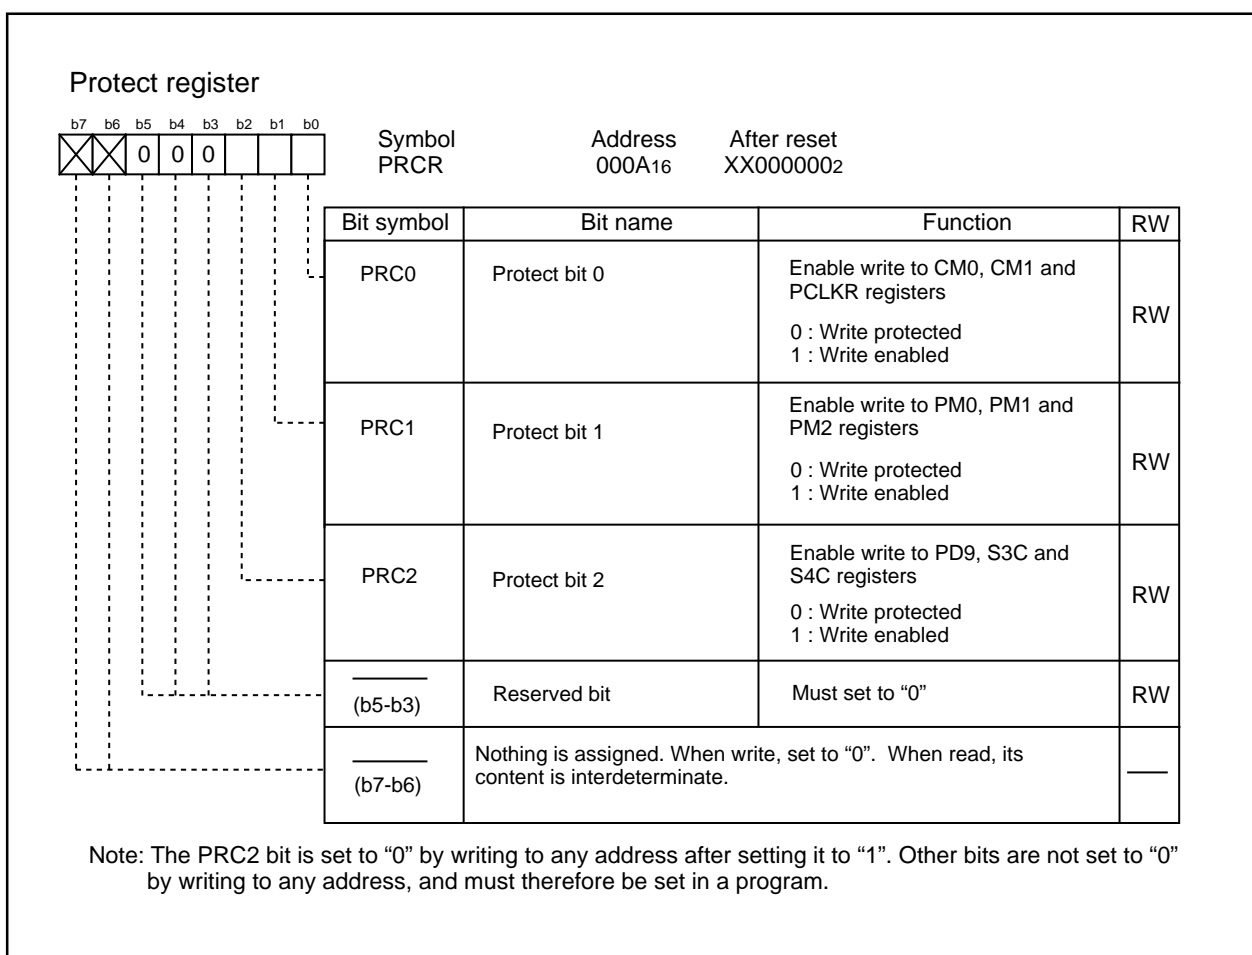 Protect register
b7 b6 b5 b4 b3 b2 b1 b0
0 0 0
Symbol Address After reset
PRCR 000A16 XX0000002
Bit symbol Bit name Function RW
PRC0 Protect bit 0 Enable write to CM0, CM1 and
PCLKR registers
0 : Write protected
1 : Write enabled
RW
PRC1 Protect bit 1 Enable write to PM0, PM1 and
PM2 registers
0 : Write protected
1 : Write enabled
RW
PRC2 Protect bit 2 Enable write to PD9, S3C and
S4C registers
0 : Write protected
1 : Write enabled
RW
(b5-b3) Reserved bit Must set to “0” RW
(b7-b6) Nothing is assigned. When write, set to “0”. When read, its
content is interdeterminate.
Note: The PRC2 bit is set to “0” by writing to any address after setting it to “1”. Other bits are not set to “0”
by writing to any address, and must therefore be set in a program.